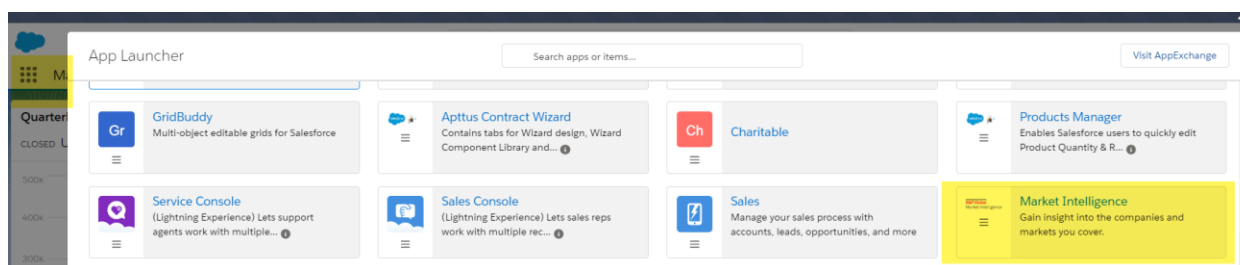 App Launcher
Search apps or items...
Visit AppExchange
M
Quarter
CLOSED
500K
400K
300K
Gr
GridBuddy
Multi-object editable grids for Salesforce
Apttus Contract Wizard
Contains tabs for Wizard design, Wizard
Component Library and...
Ch
Charitable
Products Manager
Enables Salesforce users to quickly edit
Product Quantity & R...
Service Console
(Lightning Experience) Lets support
agents work with multiple...
Sales Console
(Lightning Experience) Lets sales reps
work with multiple rec...
Sales
Manage your sales process with
accounts, leads, opportunities, and more
Market Intelligence
Market Intelligence
Gain insight into the companies and
markets you cover.